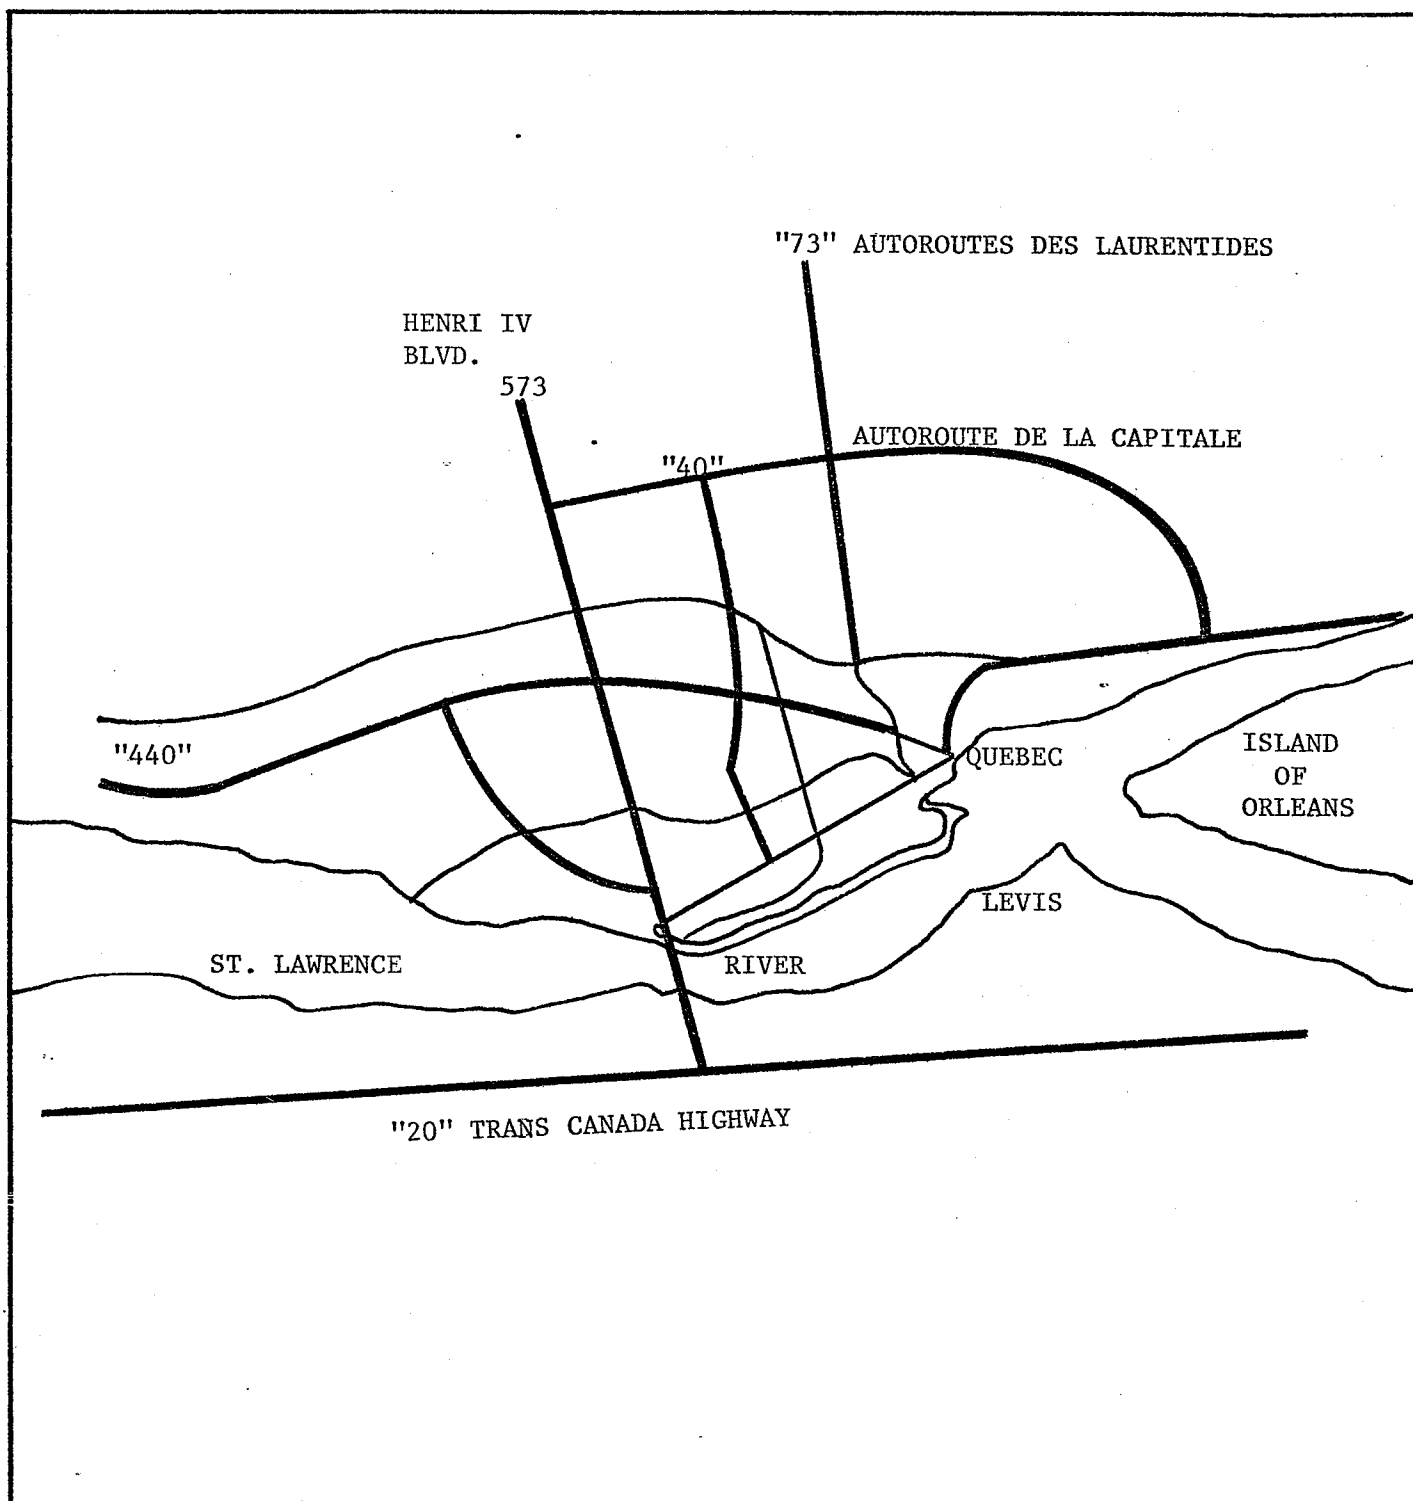 "73" AUTOROUTES DES LAURENTIDES
HENRI IV
BLVD.
573
AUTOROUTE DE LA CAPITALE
"40"
"440"
QUEBEC
ISLAND
OF
ORLEANS
LEVIS
ST. LAWRENCE
RIVER
"20" TRANS CANADA HIGHWAY